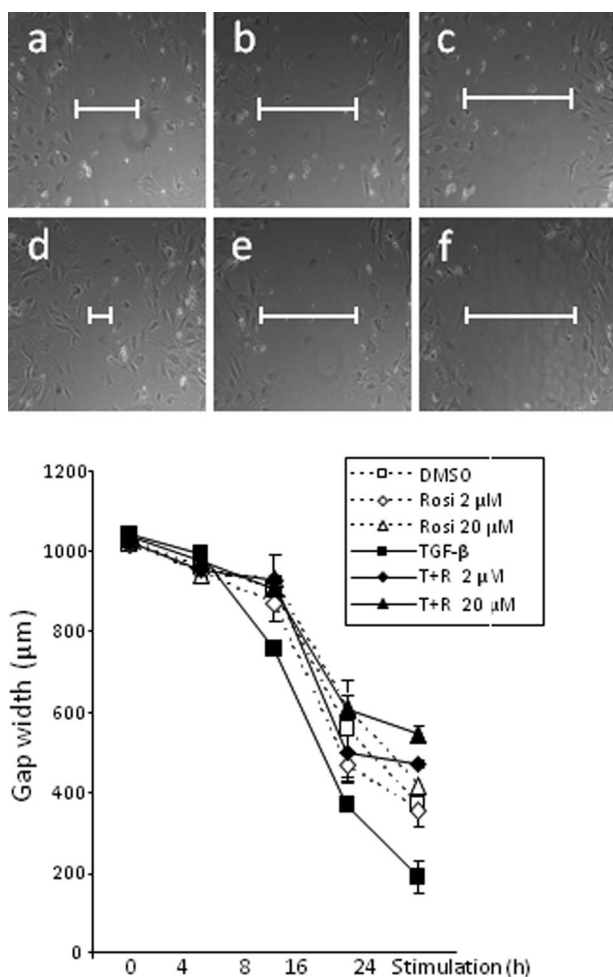 a
b
c
d
e
f
1200
1000
800
600
400
200
0
Gap width (µm)
DMSO
Rosi 2 µM
Rosi 20 µM
TGF-β
T+R 2 µM
T+R 20 µM
0 4 8 16 24 Stimulation (h)